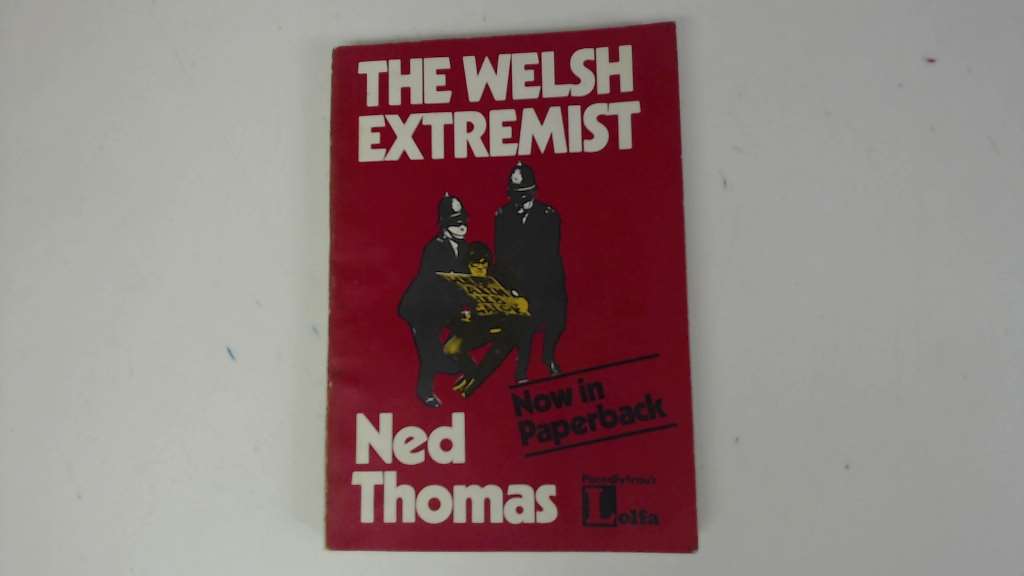 THE WELSH
EXTREMIST
Now in
Paperback
Ned
Thomas
Lolfa